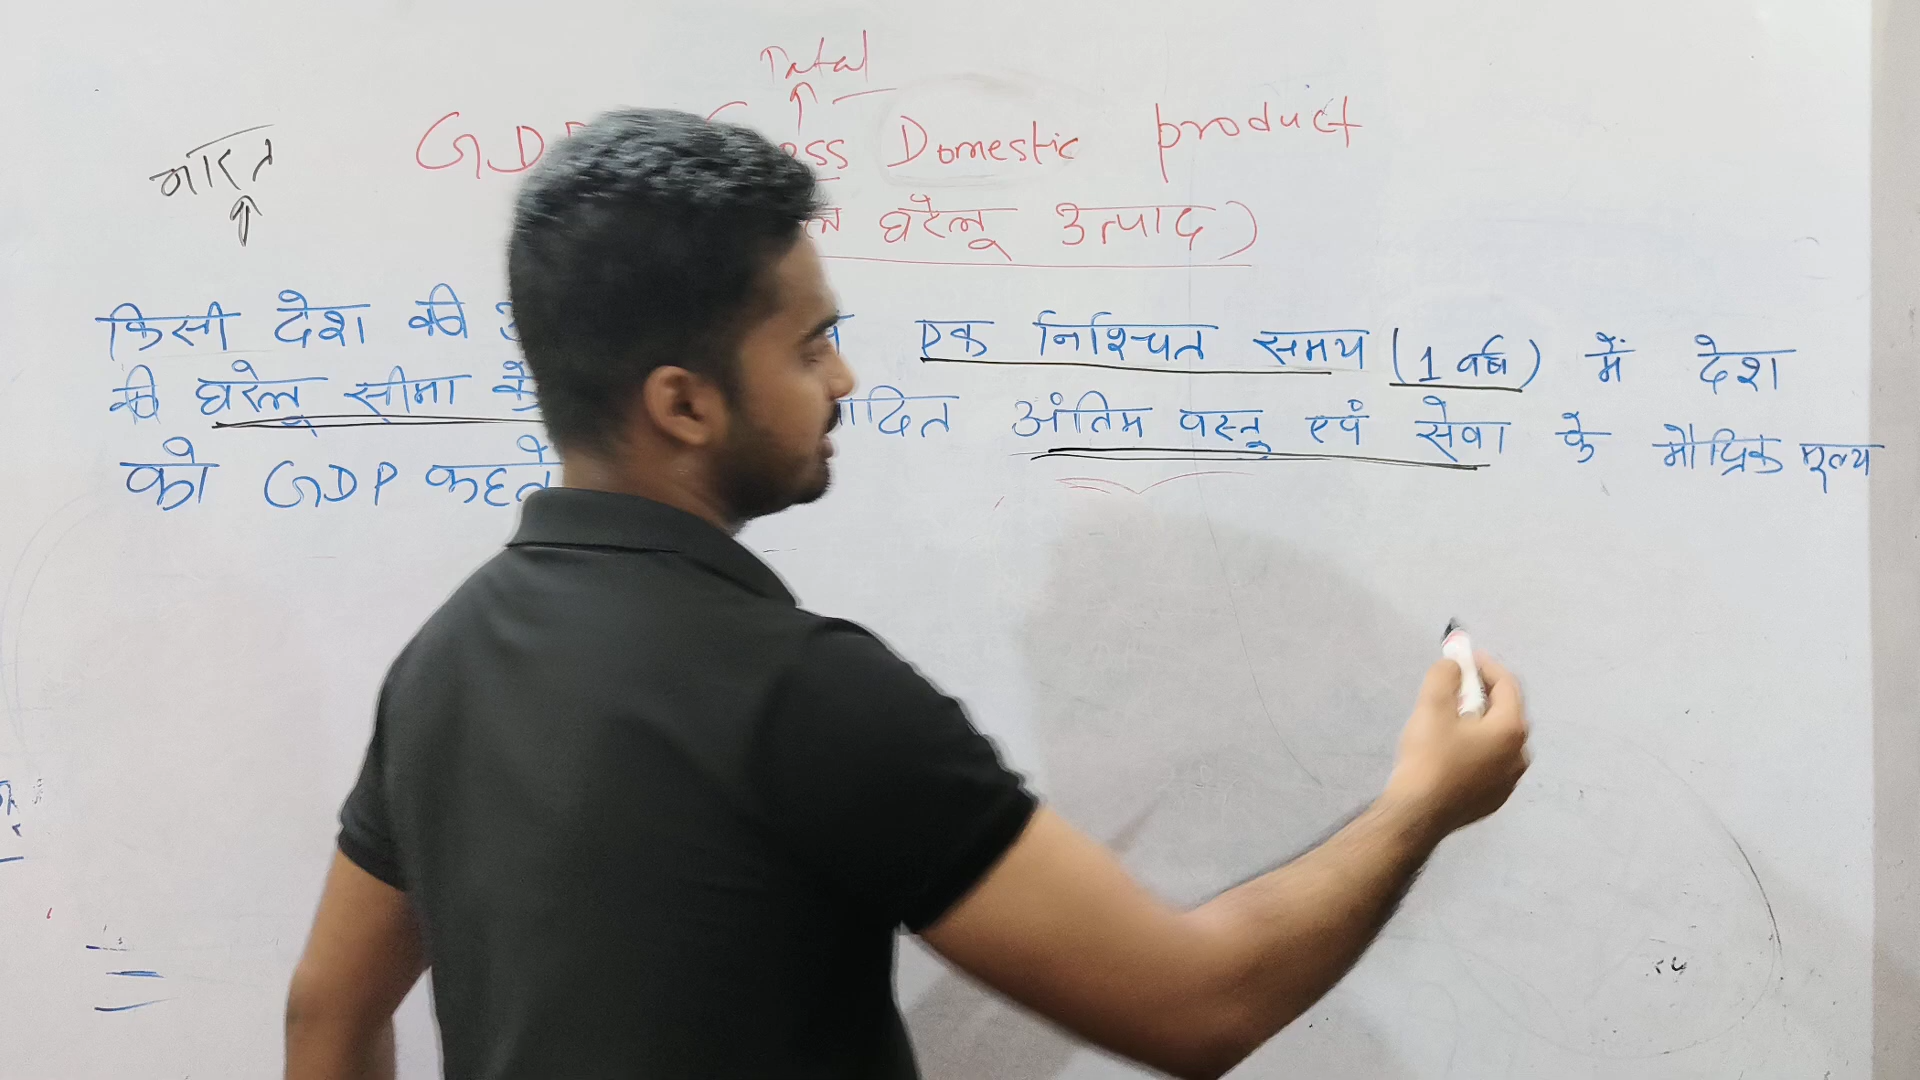 Total
GDP oss Domestic product
भारत
घरेलू उत्पाद)
किसी देश की एक निश्चित समय (1 वर्ष) में देश
की घरेलू सीमा के ादित अंतिम वस्तु एवं सेवा के मौद्रिक मूल्य
को GDP कहते